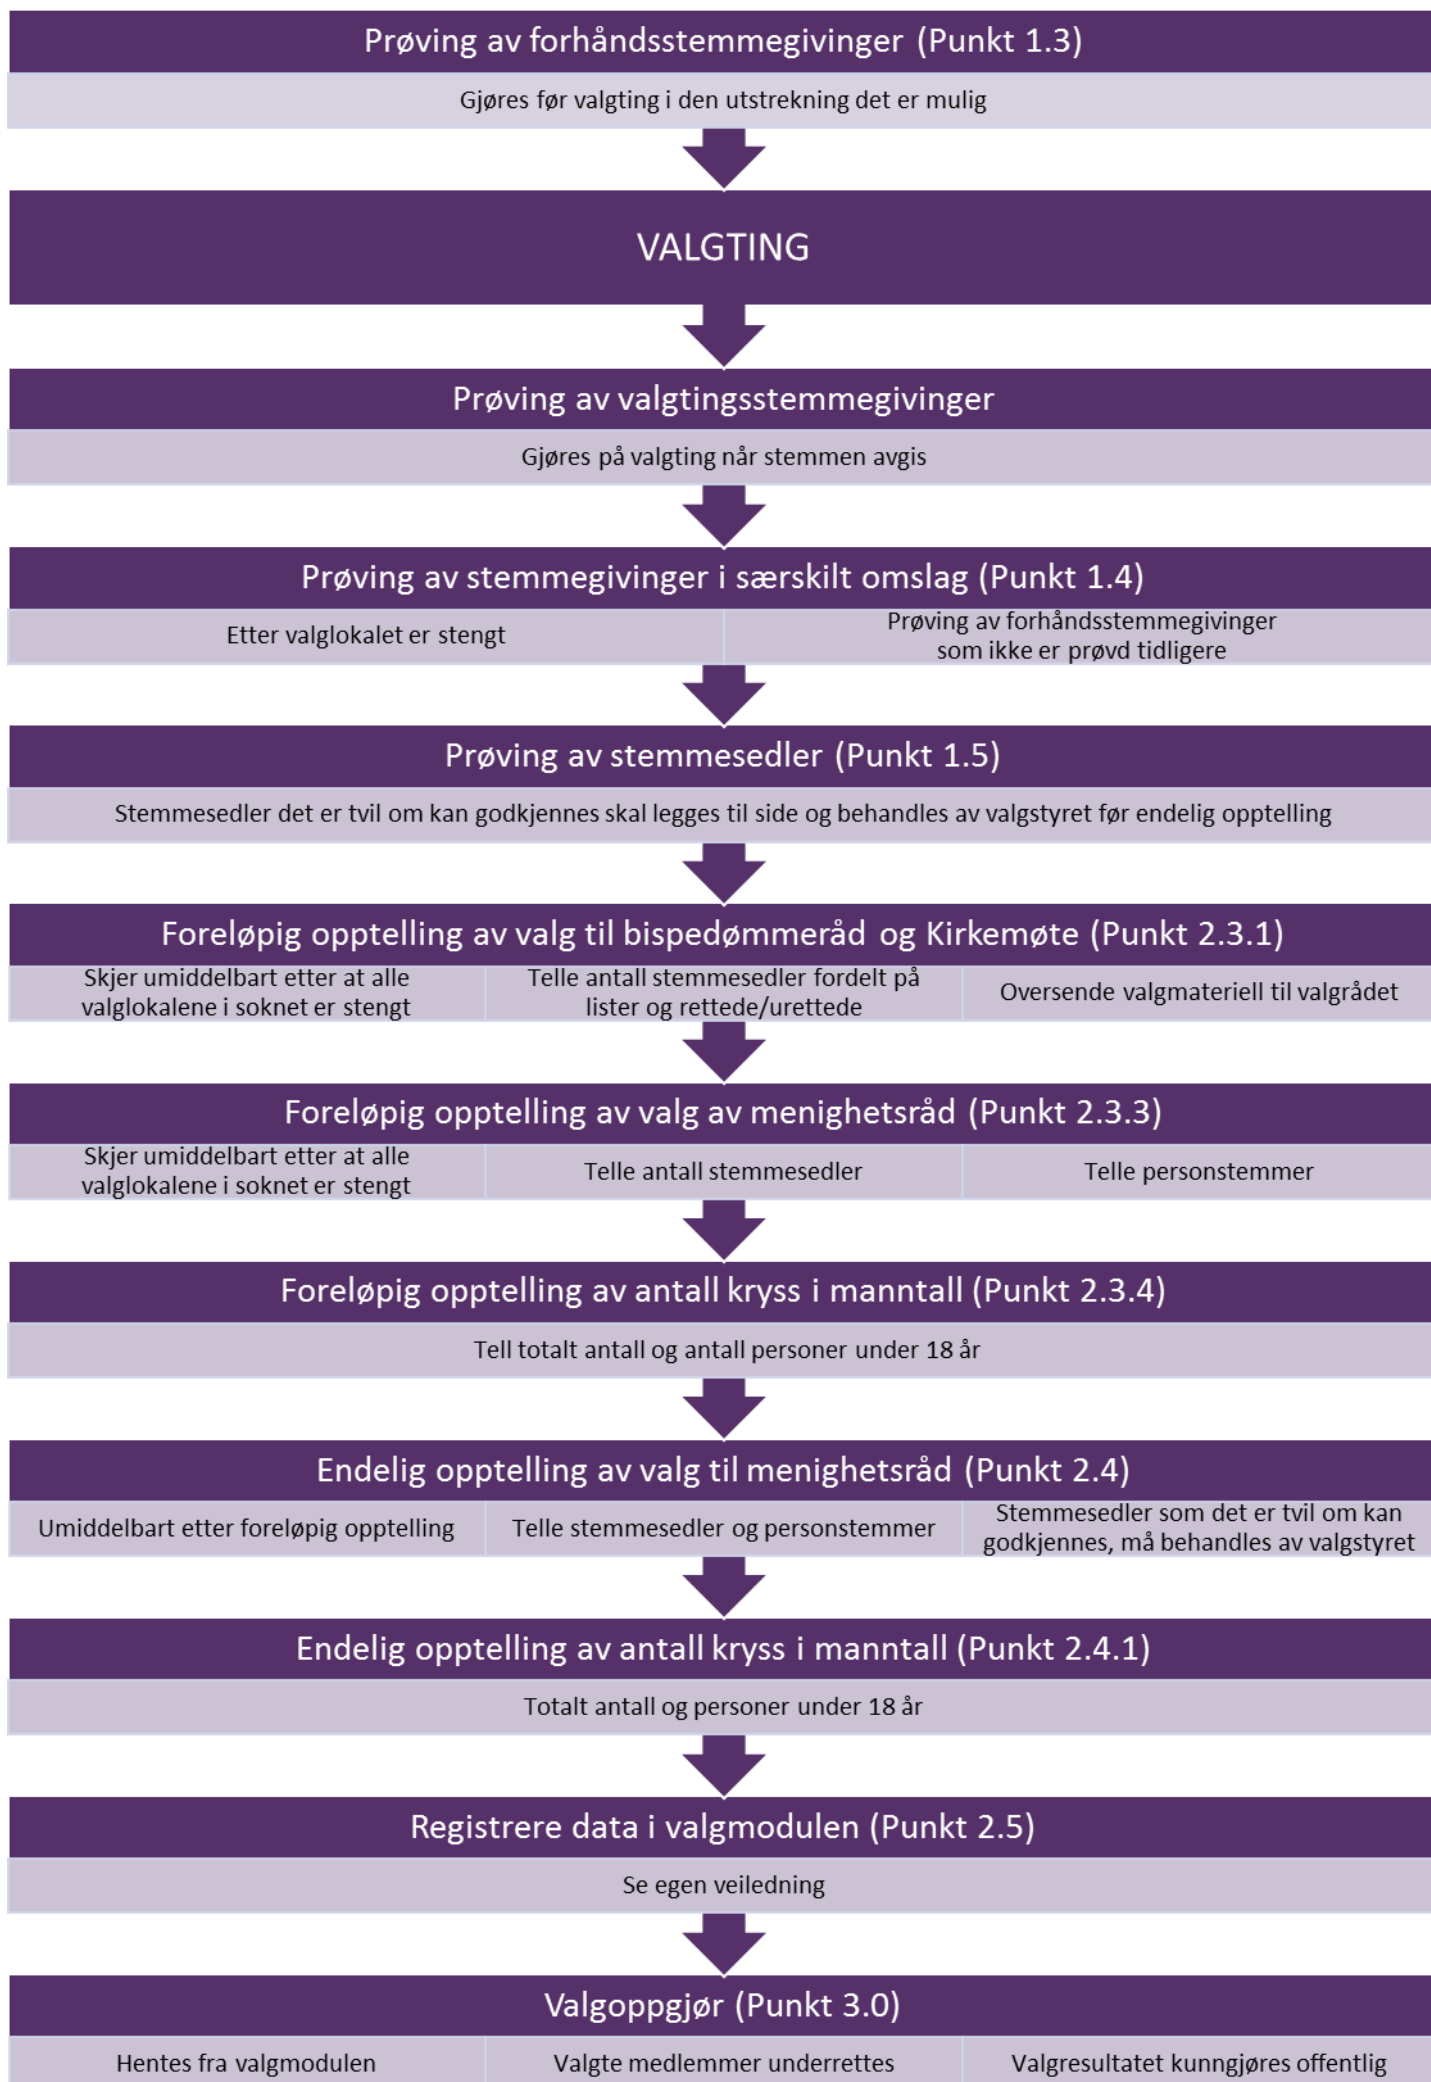 Prøving av forhåndsstemmegivinger (Punkt 1.3)
Gjøres før valgting i den utstrekning det er mulig
VALGTING
Prøving av valgtingsstemmegivinger
Gjøres på valgting når stemmen avgis
Prøving av stemmegivinger i særskilt omslag (Punkt 1.4)
Etter valglokalet er stengt
Prøving av forhåndsstemmegivinger
som ikke er prøvd tidligere
Prøving av stemmesedler (Punkt 1.5)
Stemmesedler det er tvil om kan godkjennes skal legges til side og behandles av valgstyret før endelig opptelling
Foreløpig opptelling av valg til bispedømmeråd og Kirkemøte (Punkt 2.3.1)
Skjer umiddelbart etter at alle
valglokalene i soknet er stengt
Telle antall stemmesedler fordelt på
lister og rettede/urettede
Oversende valgmateriell til valgrådet
Foreløpig opptelling av valg av menighetsråd (Punkt 2.3.3)
Skjer umiddelbart etter at alle
valglokalene i soknet er stengt
Telle antall stemmesedler
Telle personstemmer
Foreløpig opptelling av antall kryss i manntall (Punkt 2.3.4)
Tell totalt antall og antall personer under 18 år
Endelig opptelling av valg til menighetsråd (Punkt 2.4)
Umiddelbart etter foreløpig opptelling
Telle stemmesedler og personstemmer
Stemmesedler som det er tvil om kan
godkjennes, må behandles av valgstyret
Endelig opptelling av antall kryss i manntall (Punkt 2.4.1)
Totalt antall og personer under 18 år
Registrere data i valgmodulen (Punkt 2.5)
Se egen veiledning
Valgoppgjør (Punkt 3.0)
Hentes fra valgmodulen
Valgte medlemmer underrettes
Valgresultatet kunngjøres offentlig